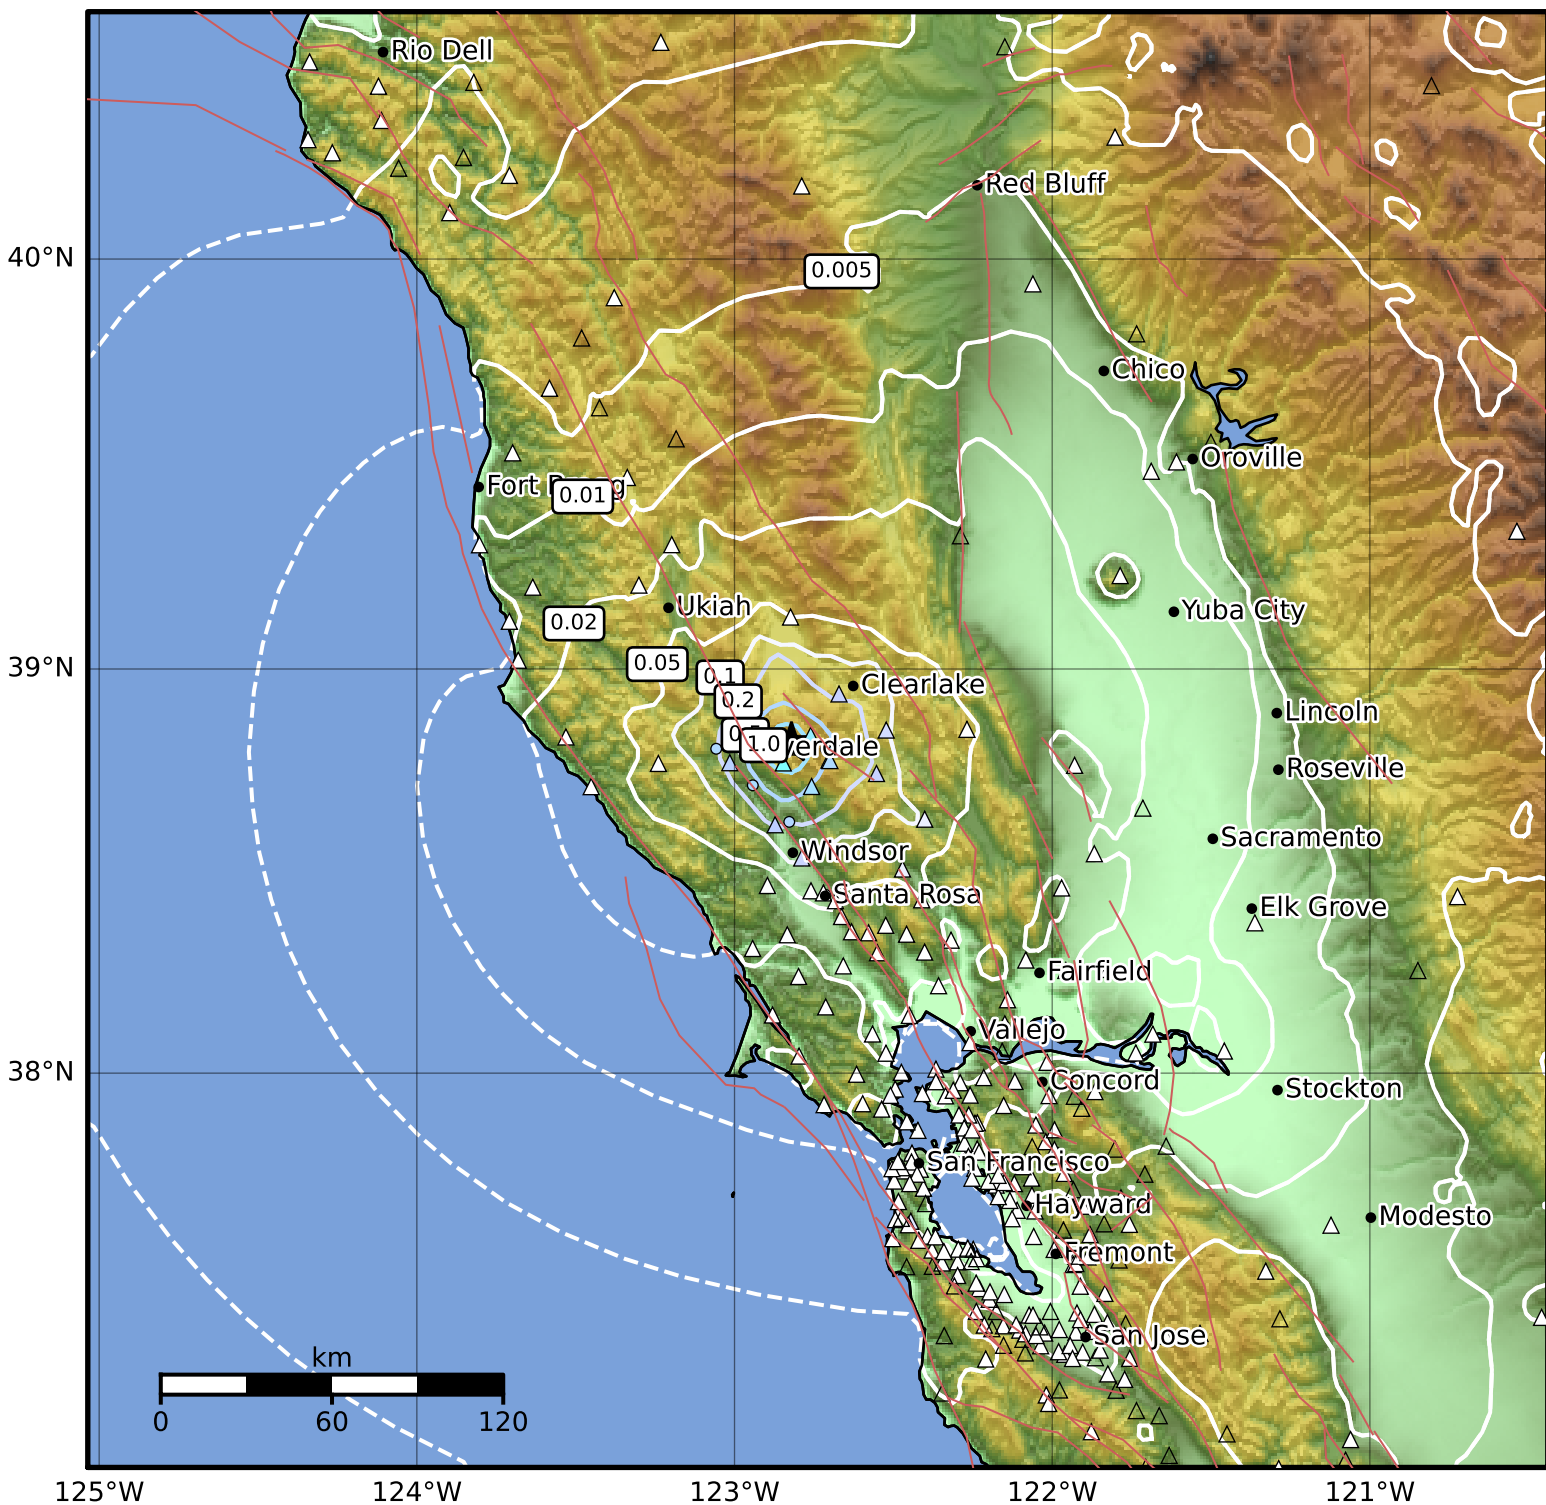 Rio Dell
Red Bluff
40°N
0.005
Chico
Oroville
Fort
0.01
Ukiah
Yuba City
0.02
39°N
0.05
0.1
Clearlake
0.2
Lincoln
1.0
verdale
Roseville
Sacramento
Windsor
Santa Rosa
Elk Grove
Fairfield
Vallejo
38°N
Concord
Stockton
San Francisco
Hayward
Modesto
Fremont
San Jose
km
0 60 120
125°W 124°W 123°W 122°W 121°W